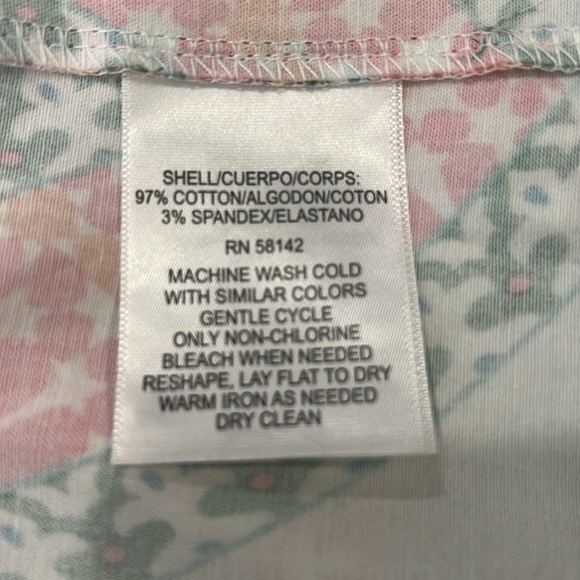 SHELL/CUERPO/CORPS:
97% COTTON/ALGODON/COTON
3% SPANDEX/ELASTANO
RN 58142
MACHINE WASH COLD
WITH SIMILAR COLORS
GENTLE CYCLE
ONLY NON-CHLORINE
BLEACH WHEN NEEDED
RESHAPE, LAY FLAT TO DRY
WARM IRON AS NEEDED
DRY CLEAN